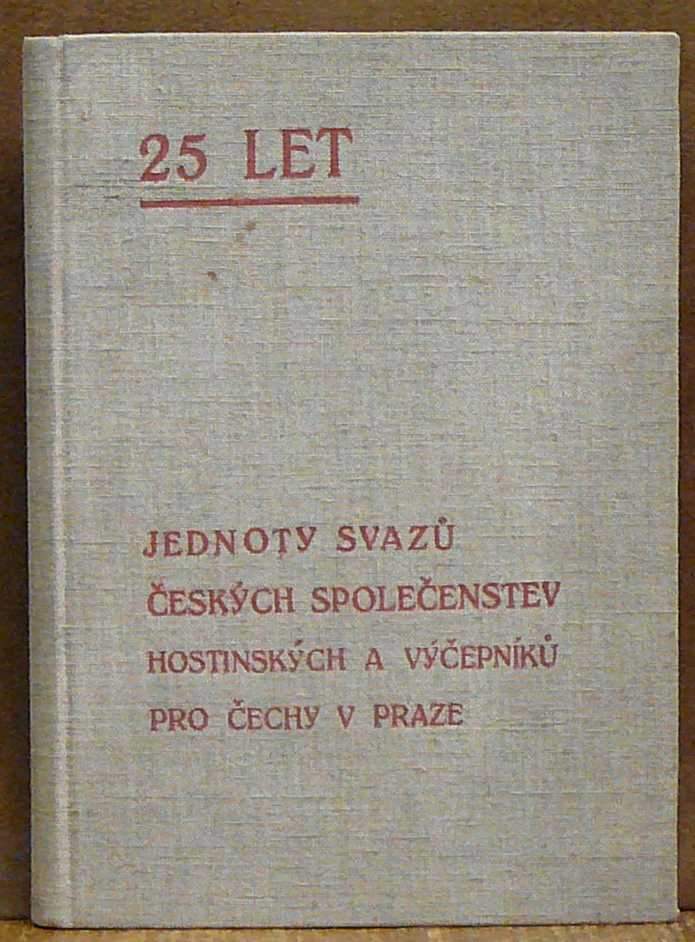 25 LET
JEDNOTY SVAZŮ
ČESKÝCH SPOLEČENSTEV
HOSTINSKÝCH A VÝČEPNÍKŮ
PRO ČECHY V PRAZE